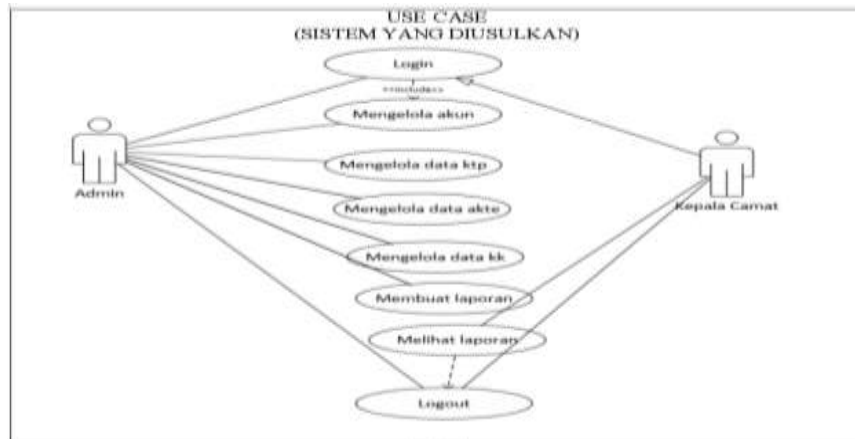 USE CASE
(SISTEM YANG DIUSULKAN)
Login
<<include>>
Mengelola akun
Mengelola data ktp
Admin
Kepala Camat
Mengelola data akte
Mengelola data kk
Membuat laporan
Melihat laporan
Logout